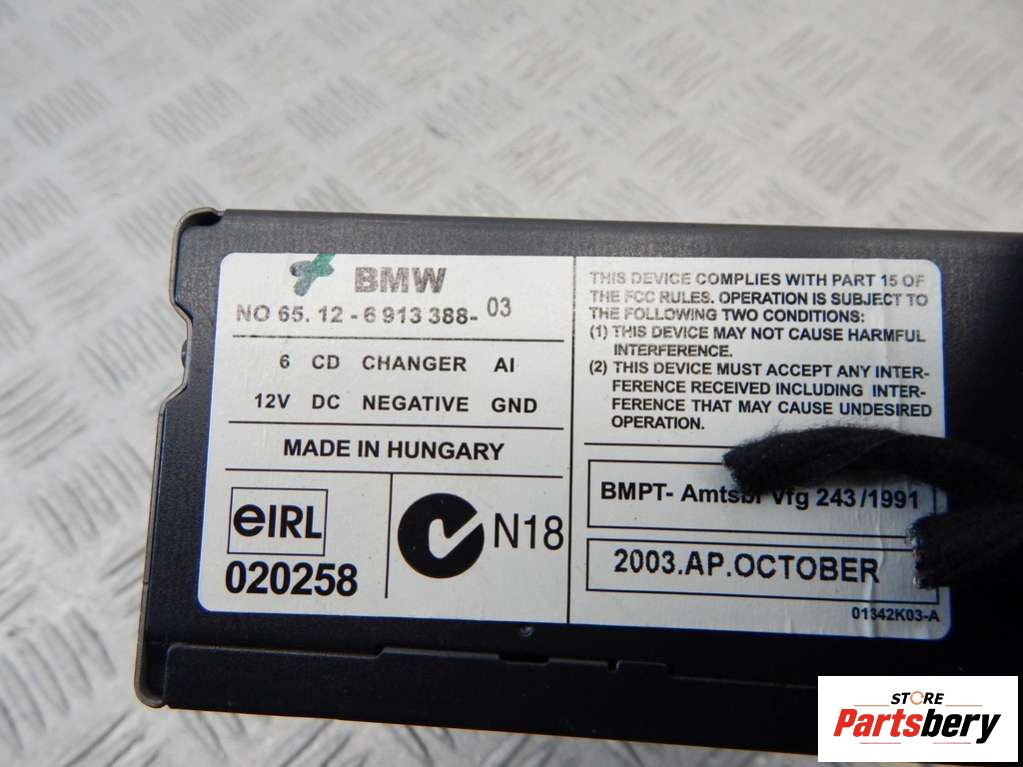 BMW
NO 65.12 - 6 913 388- 03
6 CD CHANGER AI
12V DC NEGATIVE GND
MADE IN HUNGARY
eIRL
020258
N18
THIS DEVICE COMPLIES WITH PART 15 OF
THE FCC RULES. OPERATION IS SUBJECT TO
THE FOLLOWING TWO CONDITIONS:
(1) THIS DEVICE MAY NOT CAUSE HARMFUL
INTERFERENCE.
(2) THIS DEVICE MUST ACCEPT ANY INTER-
FERENCE RECEIVED INCLUDING INTER-
FERENCE THAT MAY CAUSE UNDESIRED
OPERATION.
BMPT- Amtsbl Vfg 243/1991
2003.AP.OCTOBER
01342K03-A
STORE
Partsbery